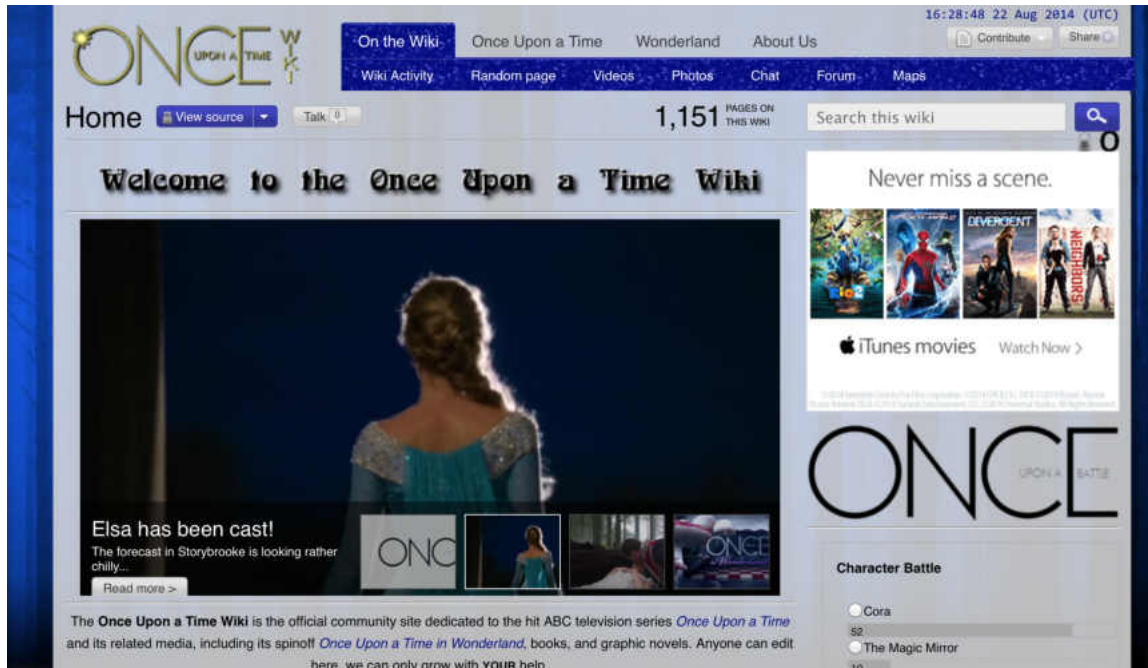 16:28:48 22 Aug 2014 (UTC)
ONCE UPON A TIME WIKI
On the Wiki Once Upon a Time Wonderland About Us
Contribute Share
Wiki Activity Random page Videos Photos Chat Forum Maps
Home View source Talk 0
1,151 PAGES ON THIS WIKI
Search this wiki
0
Welcome to the Once Upon a Time Wiki
Never miss a scene.
RIO 2
DIVERGENT
NEIGHBORS
iTunes movies Watch Now >
ONCE UPON A BATTLE
Elsa has been cast!
The forecast in Storybrooke is looking rather
chilly...
Read more >
ONC
ONCE
Character Battle
Cora
52
The Magic Mirror
10
The Once Upon a Time Wiki is the official community site dedicated to the hit ABC television series Once Upon a Time
and its related media, including its spinoff Once Upon a Time in Wonderland, books, and graphic novels. Anyone can edit
here, we can only grow with YOUR help.